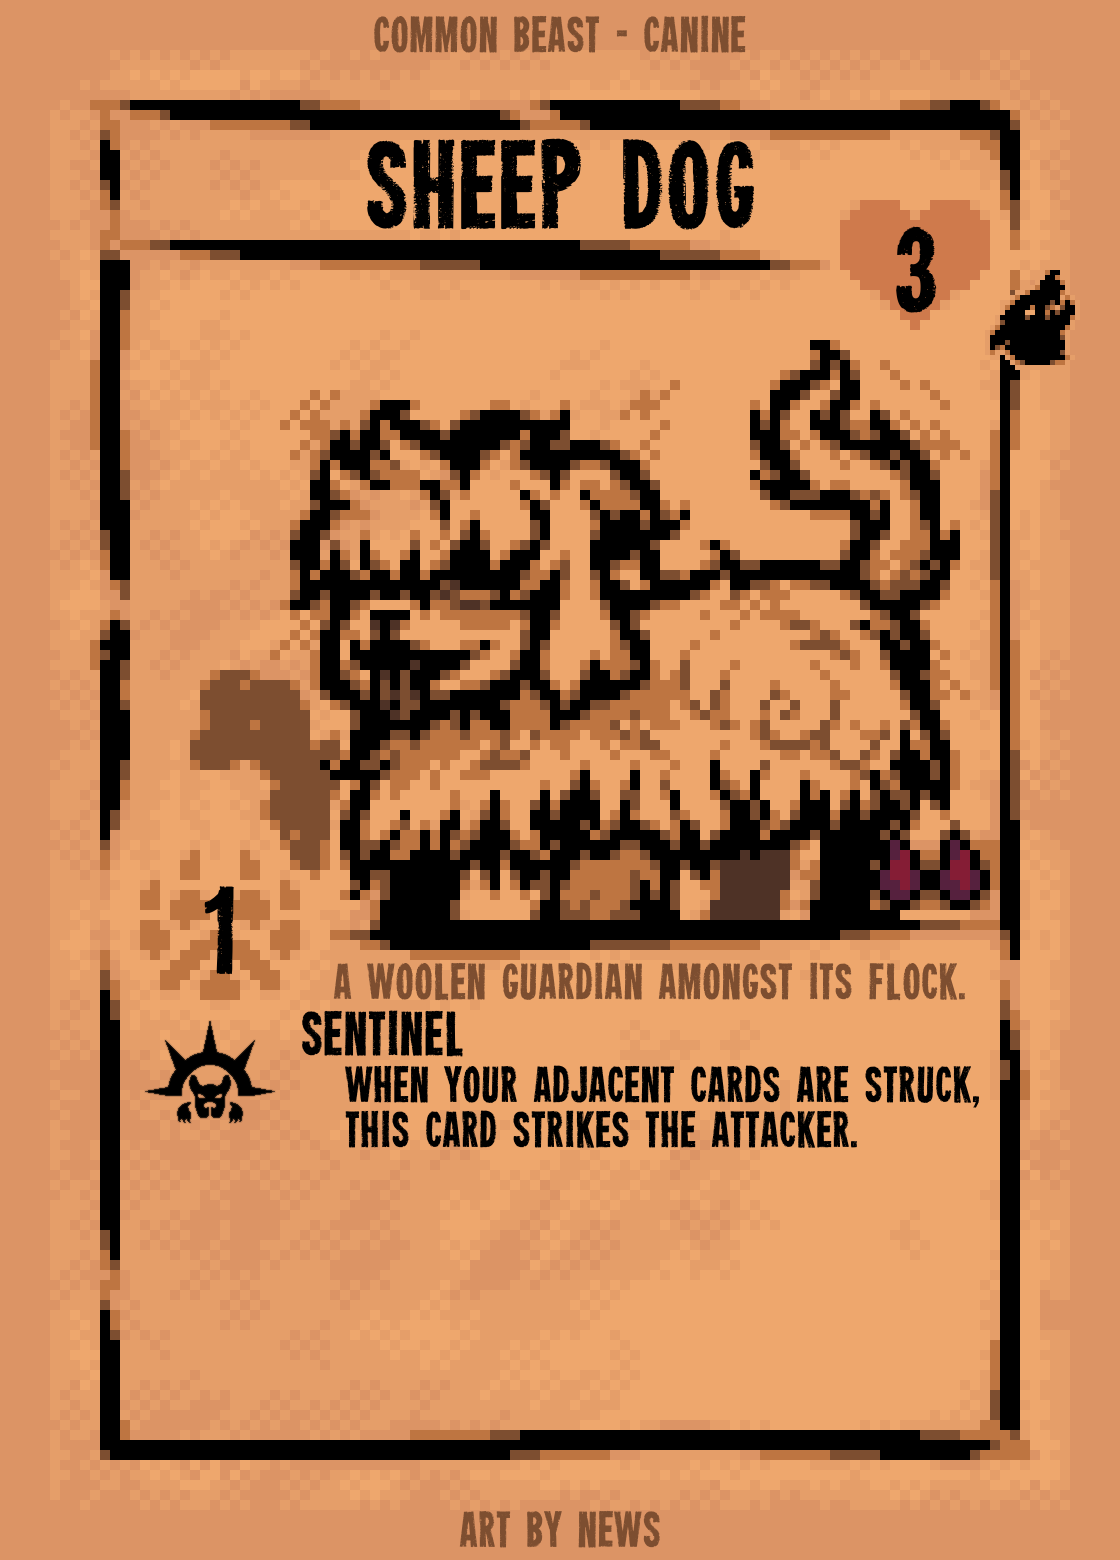 COMMON BEAST - CANINE
SHEEP DOG
3
1
A WOOLEN GUARDIAN AMONGST ITS FLOCK.
SENTINEL
WHEN YOUR ADJACENT CARDS ARE STRUCK,
THIS CARD STRIKES THE ATTACKER.
ART BY NEWS